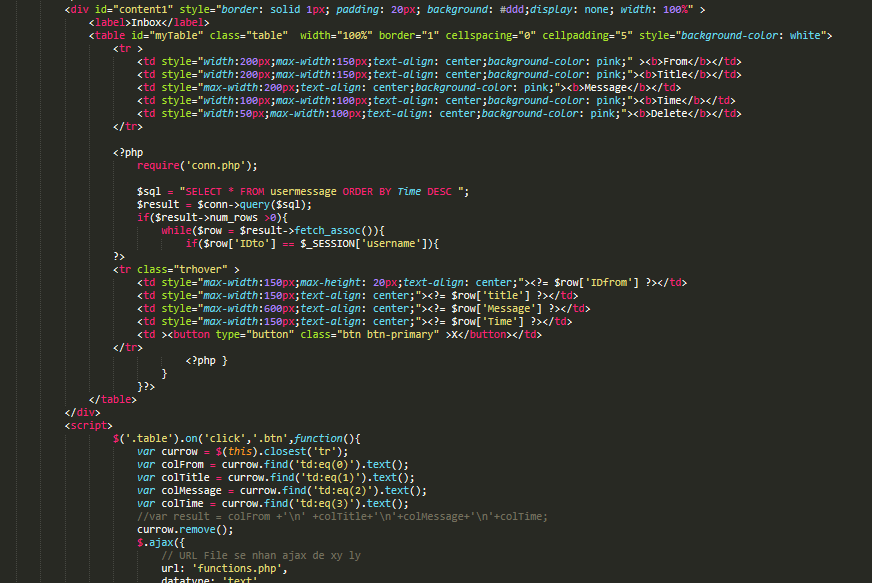 <div id="content1" style="border: solid 1px; padding: 20px; background: #ddd;display: none; width: 100%" >
<label>Inbox</label>
<table id="myTable" class="table"  width="100%" border="1" cellspacing="0" cellpadding="5" style="background-color: white">
<tr >
<td style="width:200px;max-width:150px;text-align: center;background-color: pink;" ><b>From</b></td>
<td style="width:200px;max-width:150px;text-align: center;background-color: pink;"><b>Title</b></td>
<td style="max-width:200px;text-align: center;background-color: pink;"><b>Message</b></td>
<td style="width:100px;max-width:100px;text-align: center;background-color: pink;"><b>Time</b></td>
<td style="width:50px;max-width:100px;text-align: center;background-color: pink;"><b>Delete</b></td>
</tr>
<?php
require('conn.php');
$sql = "SELECT * FROM usermessage ORDER BY Time DESC ";
$result = $conn->query($sql);
if($result->num_rows >0){
while($row = $result->fetch_assoc()){
if($row['IDto'] == $_SESSION['username']){
?>
<tr class="trhover" >
<td style="max-width:150px;max-height: 20px;text-align: center;"><?= $row['IDfrom'] ?></td>
<td style="max-width:150px;text-align: center;"><?= $row['title'] ?></td>
<td style="max-width:600px;text-align: center;"><?= $row['Message'] ?></td>
<td style="max-width:150px;text-align: center;"><?= $row['Time'] ?></td>
<td ><button type="button" class="btn btn-primary" >X</button></td>
</tr>
<?php }
}
}?>
</table>
</div>
<script>
$('.table').on('click','.btn',function(){
var currow = $(this).closest('tr');
var colFrom = currow.find('td:eq(0)').text();
var colTitle = currow.find('td:eq(1)').text();
var colMessage = currow.find('td:eq(2)').text();
var colTime = currow.find('td:eq(3)').text();
//var result = colFrom +'\n' +colTitle+'\n'+colMessage+'\n'+colTime;
currow.remove();
$.ajax({
// URL File se nhan ajax de xy ly
url: 'functions.php',
datatype: 'text'